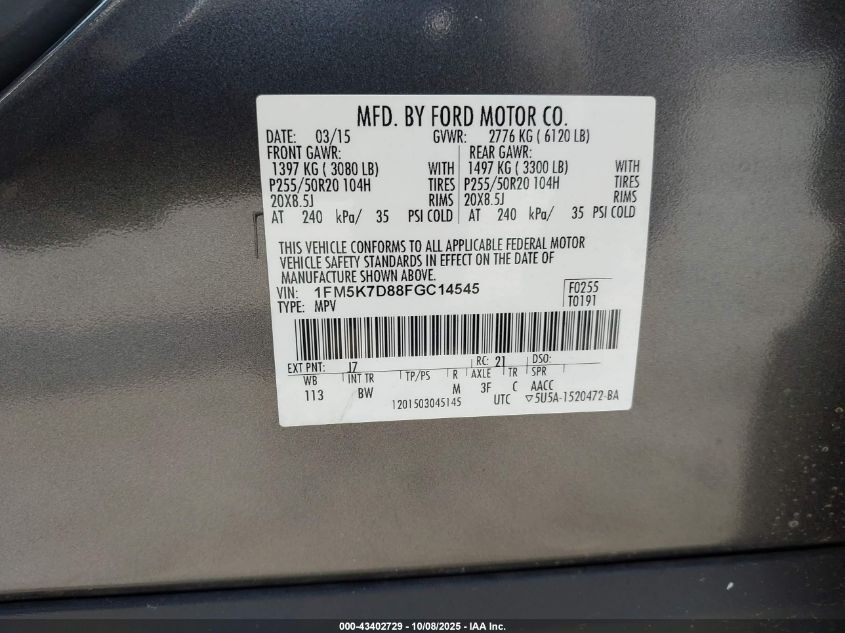 MFD. BY FORD MOTOR CO.
DATE: 03/15 GVWR: 2776 KG ( 6120 LB)
FRONT GAWR: REAR GAWR:
1397 KG ( 3080 LB) WITH 1497 KG ( 3300 LB) WITH
P255/50R20 104H TIRES P255/50R20 104H TIRES
20X8.5J RIMS 20X8.5J RIMS
AT 240 kPa/ 35 PSI COLD AT 240 kPa/ 35 PSI COLD
THIS VEHICLE CONFORMS TO ALL APPLICABLE FEDERAL MOTOR
VEHICLE SAFETY STANDARDS IN EFFECT ON THE DATE OF
MANUFACTURE SHOWN ABOVE.
VIN: 1FM5K7D88FGC14545 F0255
TYPE: MPV T0191
EXT PNT: J7 RC: 21 DSO:
WB INT TR TP/PS R AXLE TR SPR
113 BW M 3F C AACC
1201503045145 UTC ▽5U5A-1520472-BA
000-43402729 - 10/08/2025 - IAA Inc.